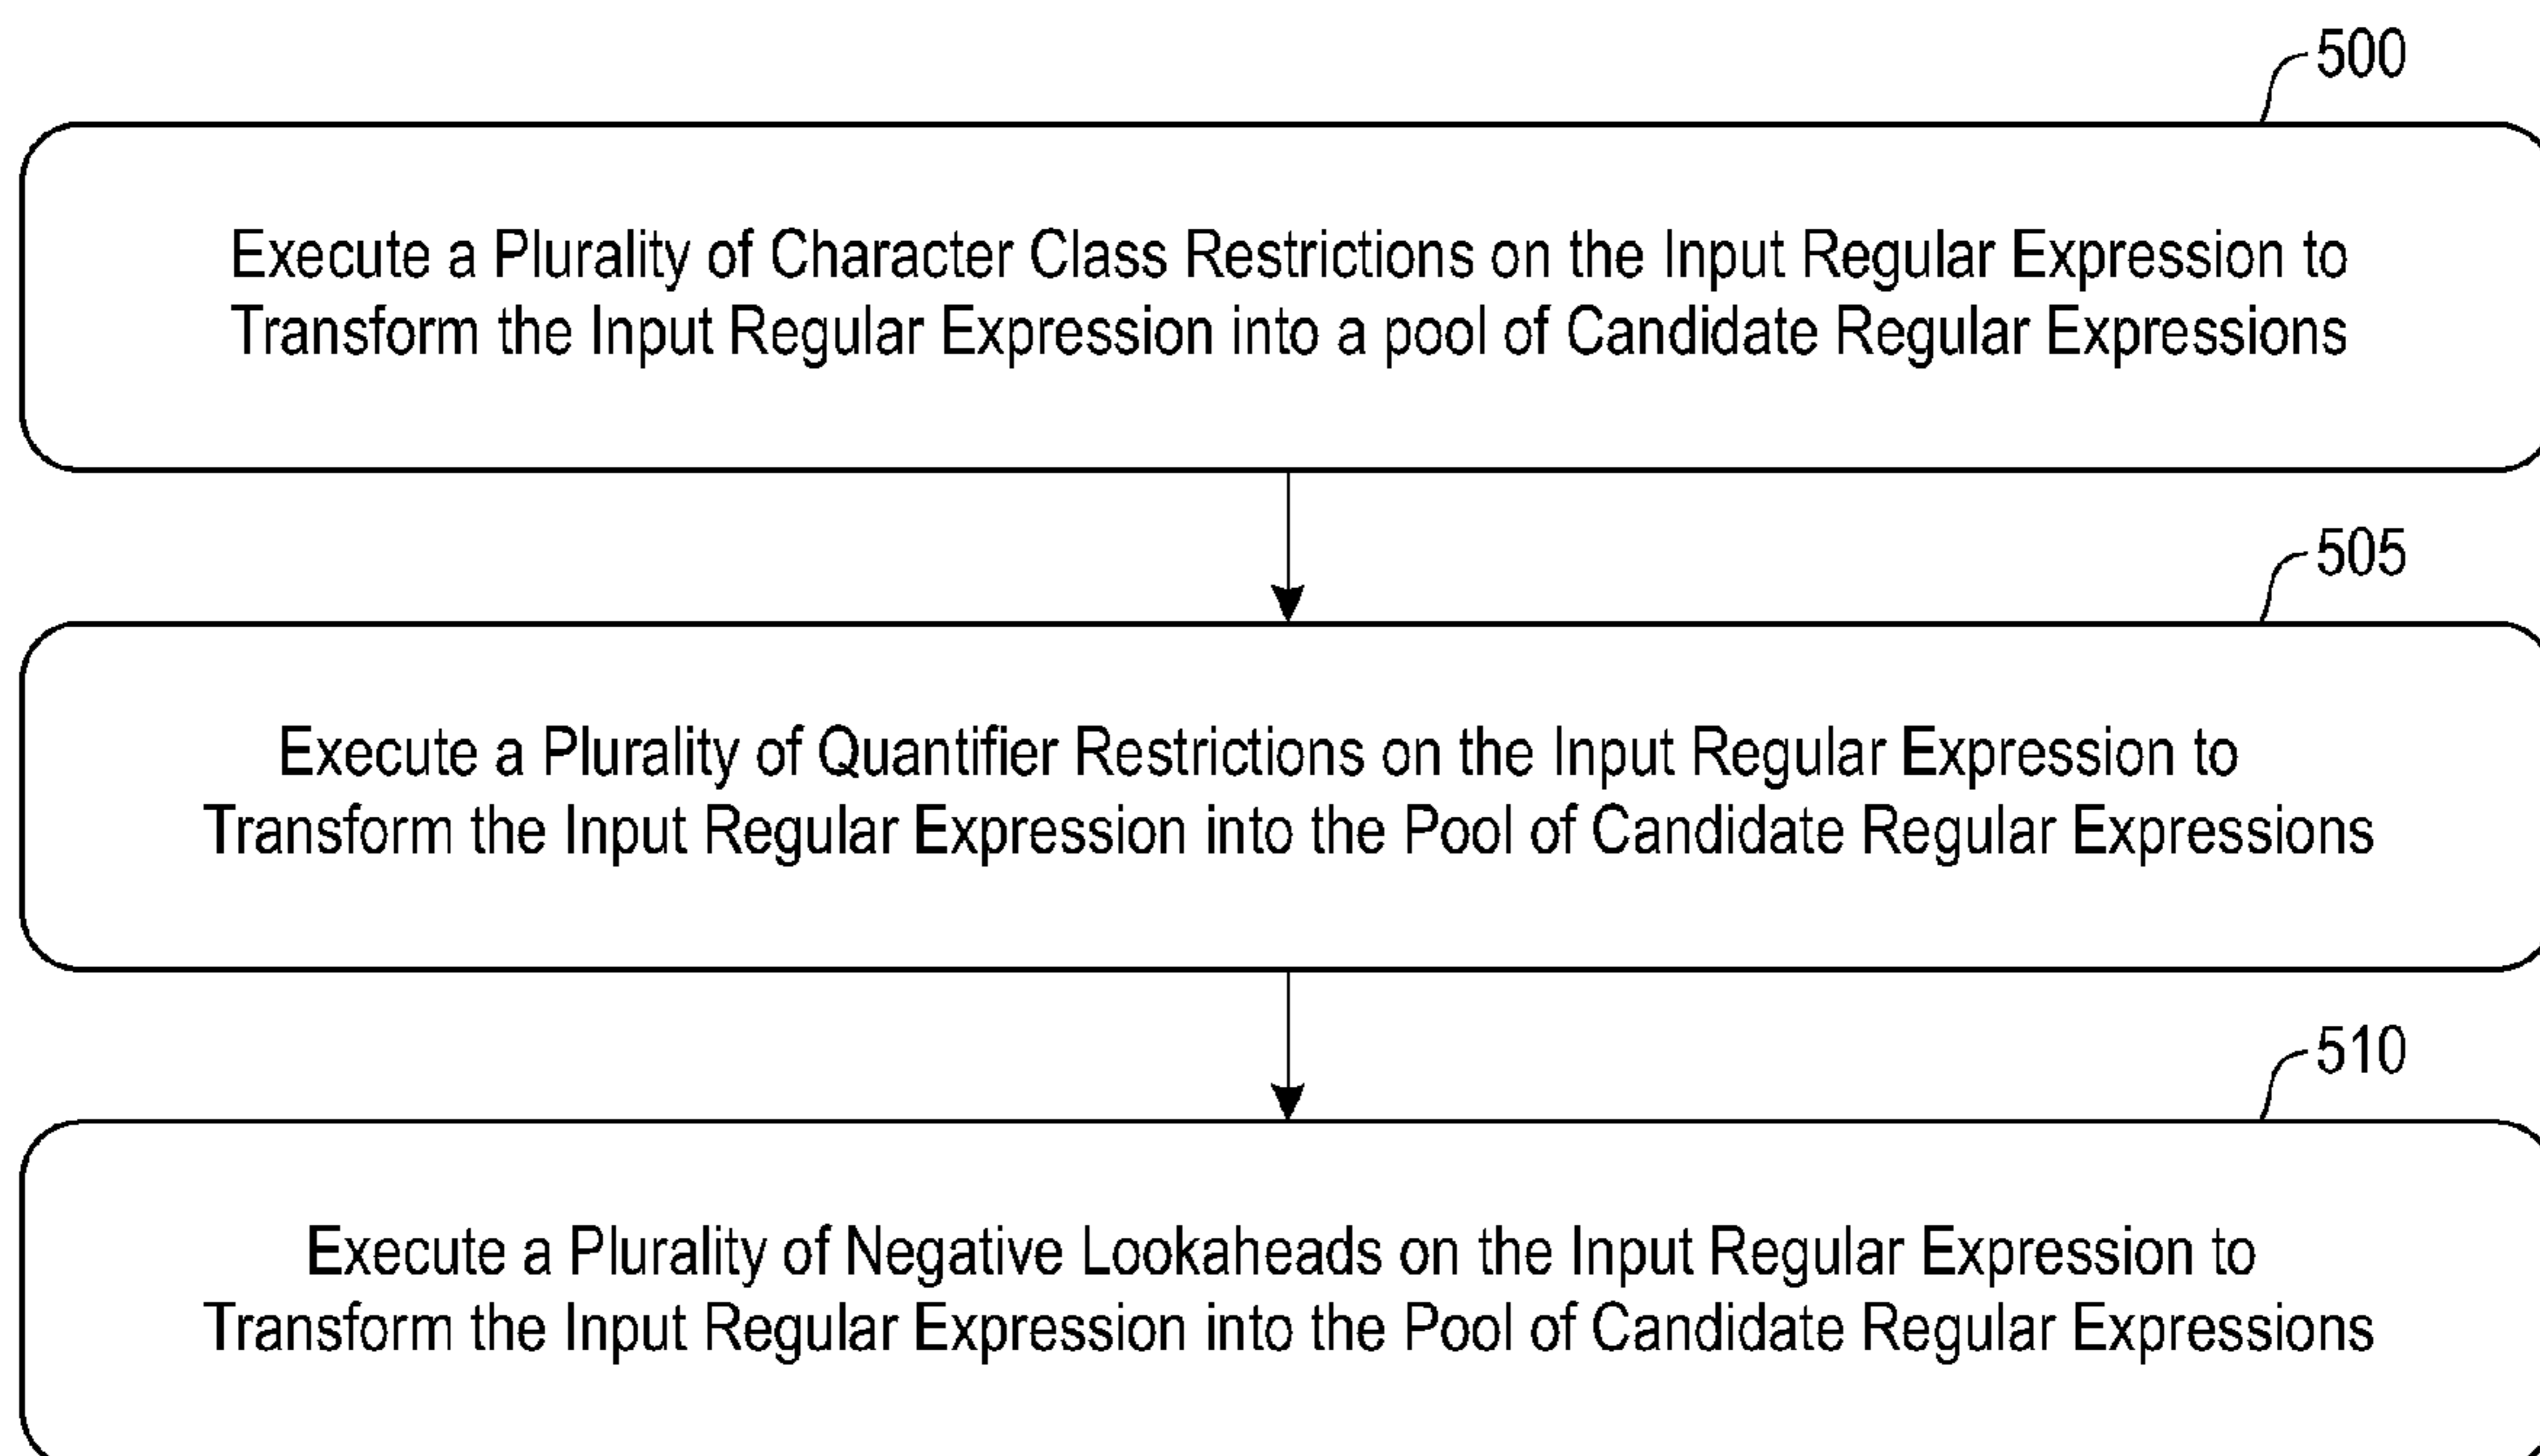 500
Execute a Plurality of Character Class Restrictions on the Input Regular Expression to
Transform the Input Regular Expression into a pool of Candidate Regular Expressions
505
Execute a Plurality of Quantifier Restrictions on the Input Regular Expression to
Transform the Input Regular Expression into the Pool of Candidate Regular Expressions
510
Execute a Plurality of Negative Lookaheads on the Input Regular Expression to
Transform the Input Regular Expression into the Pool of Candidate Regular Expressions